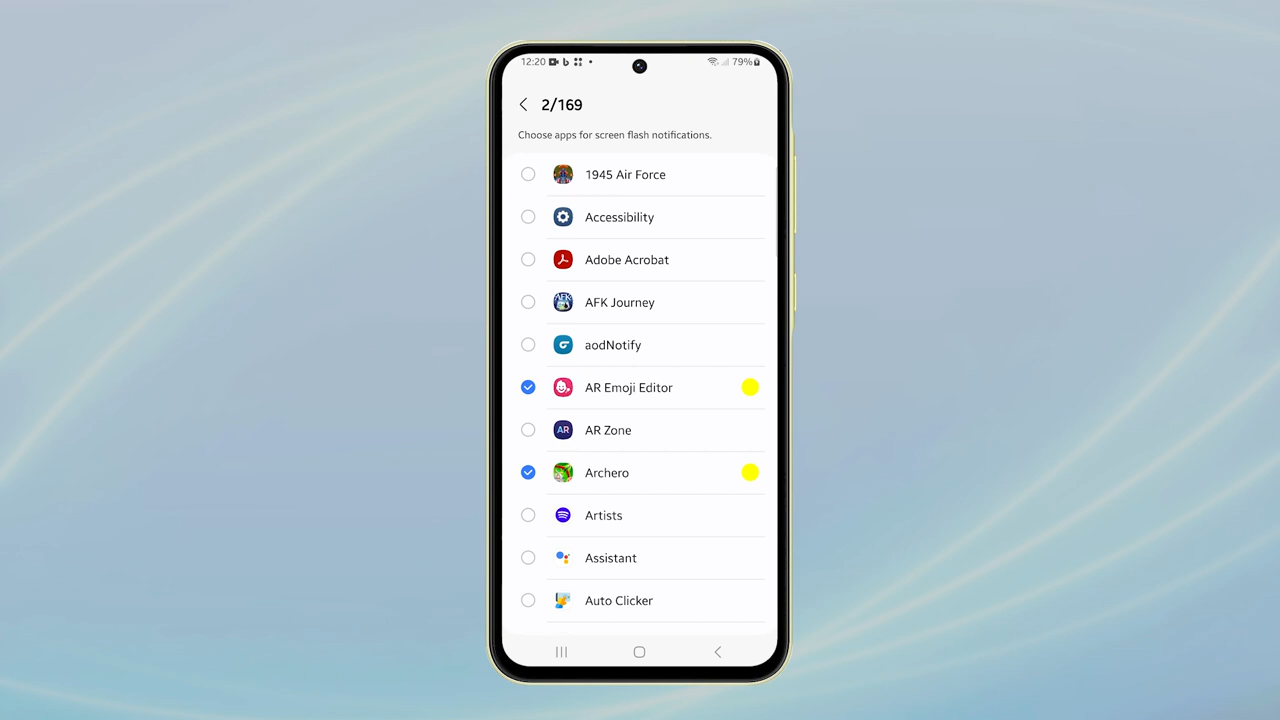 12:20
79%
2/169
Choose apps for screen flash notifications.
1945 Air Force
Accessibility
Adobe Acrobat
AFK Journey
aodNotify
AR Emoji Editor
AR AR Zone
Archero
Artists
Assistant
Auto Clicker